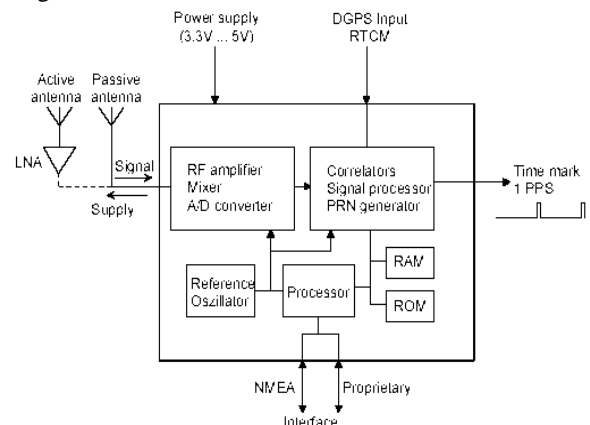 Power supply
(3.3V ... 5V)
DGPS Input
RTCM
Active
antenna
Passive
antenna
LNA
Signal
Supply
RF amplifier
Mixer
A/D converter
Correlators
Signal processor
PRN generator
Time mark
1 PPS
Reference
Oszillator
Processor
RAM
ROM
NMEA
Proprietary
Interface